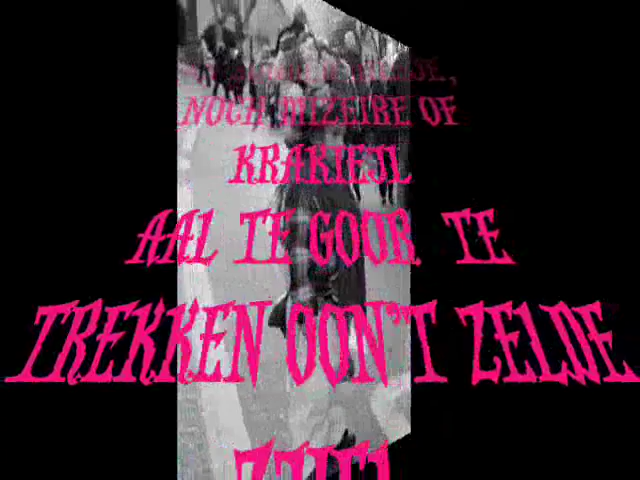 NOCH MIZEIRE OF
KRAKIEJL
AAL TE GOOR TE
TREKKEN OON'T ZELDE